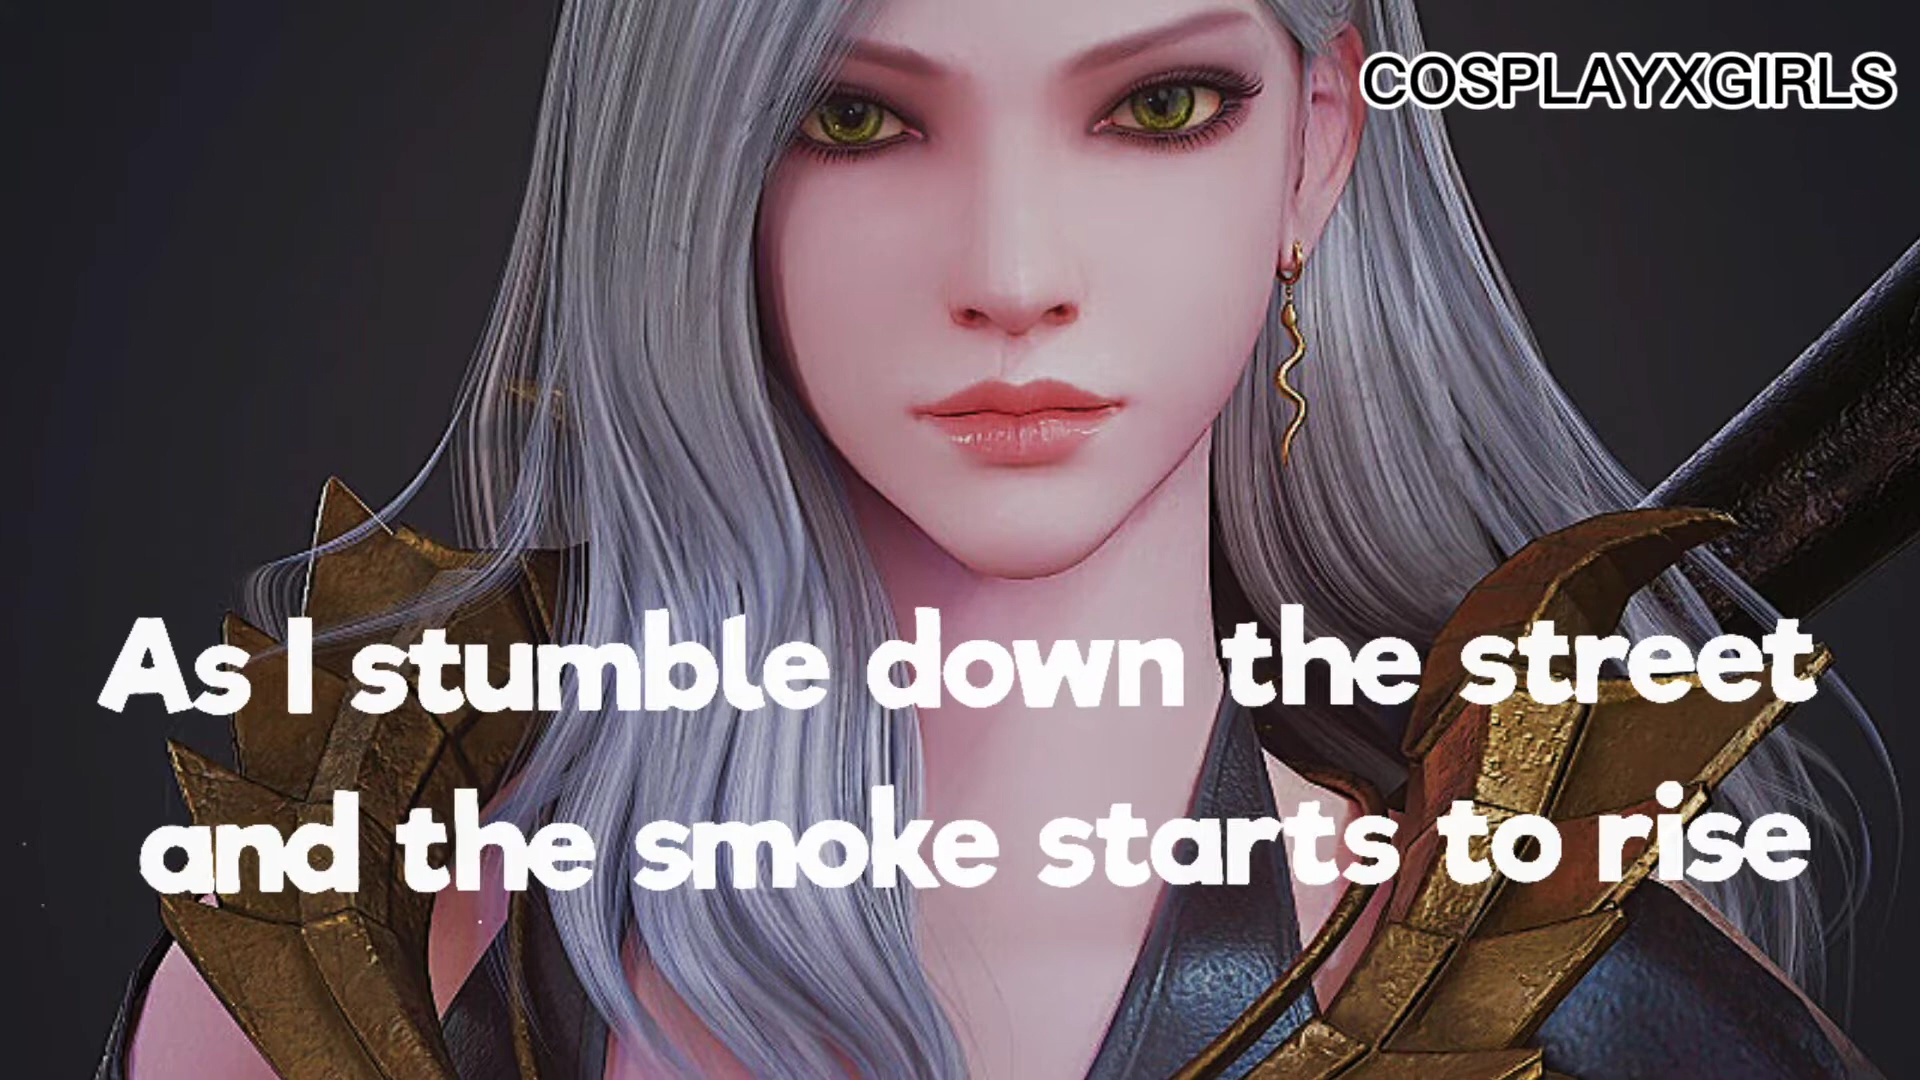 COSPLAYXGIRLS
As I stumble down the street
and the smoke starts to rise